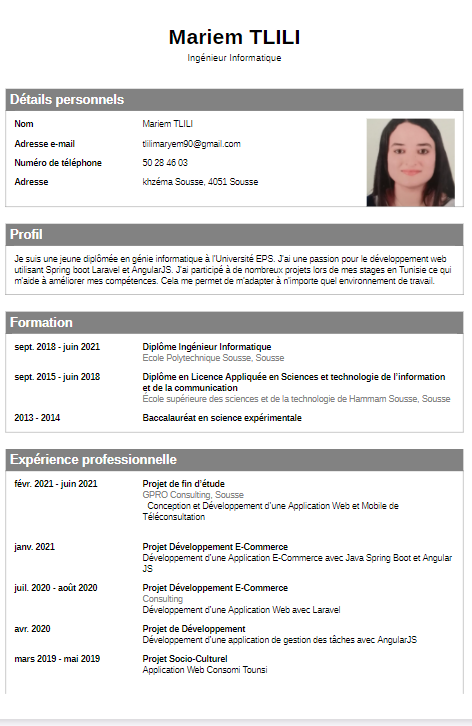 Mariem TLILI
Ingénieur Informatique
Détails personnels
Nom Mariem TLILI
Adresse e-mail tlilimaryem90@gmail.com
Numéro de téléphone 50 28 46 03
Adresse khzéma Sousse, 4051 Sousse
Profil
Je suis une jeune diplômée en génie informatique à l'Université EPS. J'ai une passion pour le développement web
utilisant Spring boot Laravel et AngularJS. J'ai participé à de nombreux projets lors de mes stages en Tunisie ce qui
m'aide à améliorer mes compétences. Cela me permet de m'adapter à n'importe quel environnement de travail.
Formation
sept. 2018 - juin 2021 Diplôme Ingénieur Informatique
Ecole Polytechnique Sousse, Sousse
sept. 2015 - juin 2018 Diplôme en Licence Appliquée en Sciences et technologie de l'information
et de la communication
École supérieure des sciences et de la technologie de Hammam Sousse, Sousse
2013 - 2014 Baccalauréat en science expérimentale
Expérience professionnelle
févr. 2021 - juin 2021 Projet de fin d'étude
GPRO Consulting, Sousse
Conception et Développement d'une Application Web et Mobile de
Téléconsultation
janv. 2021 Projet Développement E-Commerce
Développement d'une Application E-Commerce avec Java Spring Boot et Angular
JS
juil. 2020 - août 2020 Projet Développement E-Commerce
Consulting
Développement d'une Application Web avec Laravel
avr. 2020 Projet de Développement
Développement d'une application de gestion des tâches avec AngularJS
mars 2019 - mai 2019 Projet Socio-Culturel
Application Web Consomi Tounsi